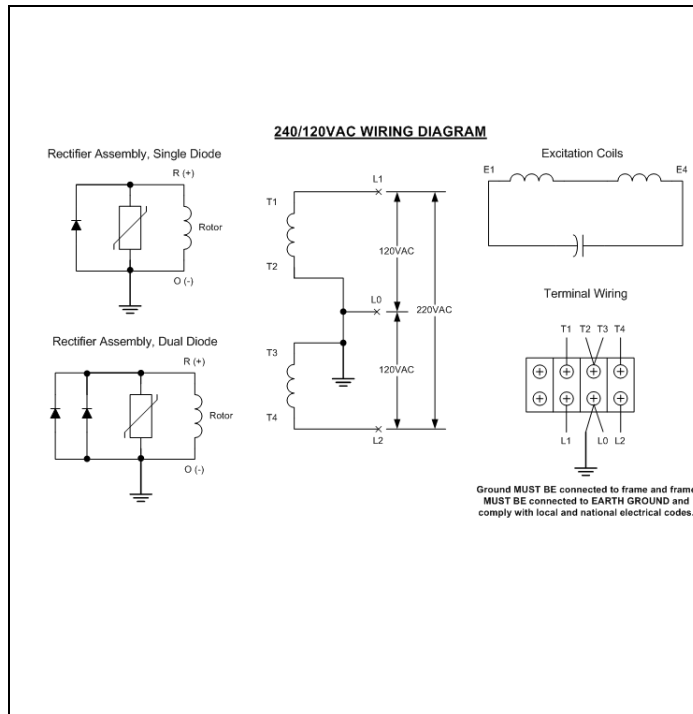 240/120VAC WIRING DIAGRAM
Rectifier Assembly, Single Diode
R (+)
Rotor
O (-)
Rectifier Assembly, Dual Diode
R (+)
Rotor
O (-)
L1
T1
T2
120VAC
L0
220VAC
T3
120VAC
T4
L2
Excitation Coils
E1
E4
Terminal Wiring
T1 T2 T3 T4
L1 L0 L2
Ground MUST BE connected to frame and frame
MUST BE connected to EARTH GROUND and
comply with local and national electrical codes.